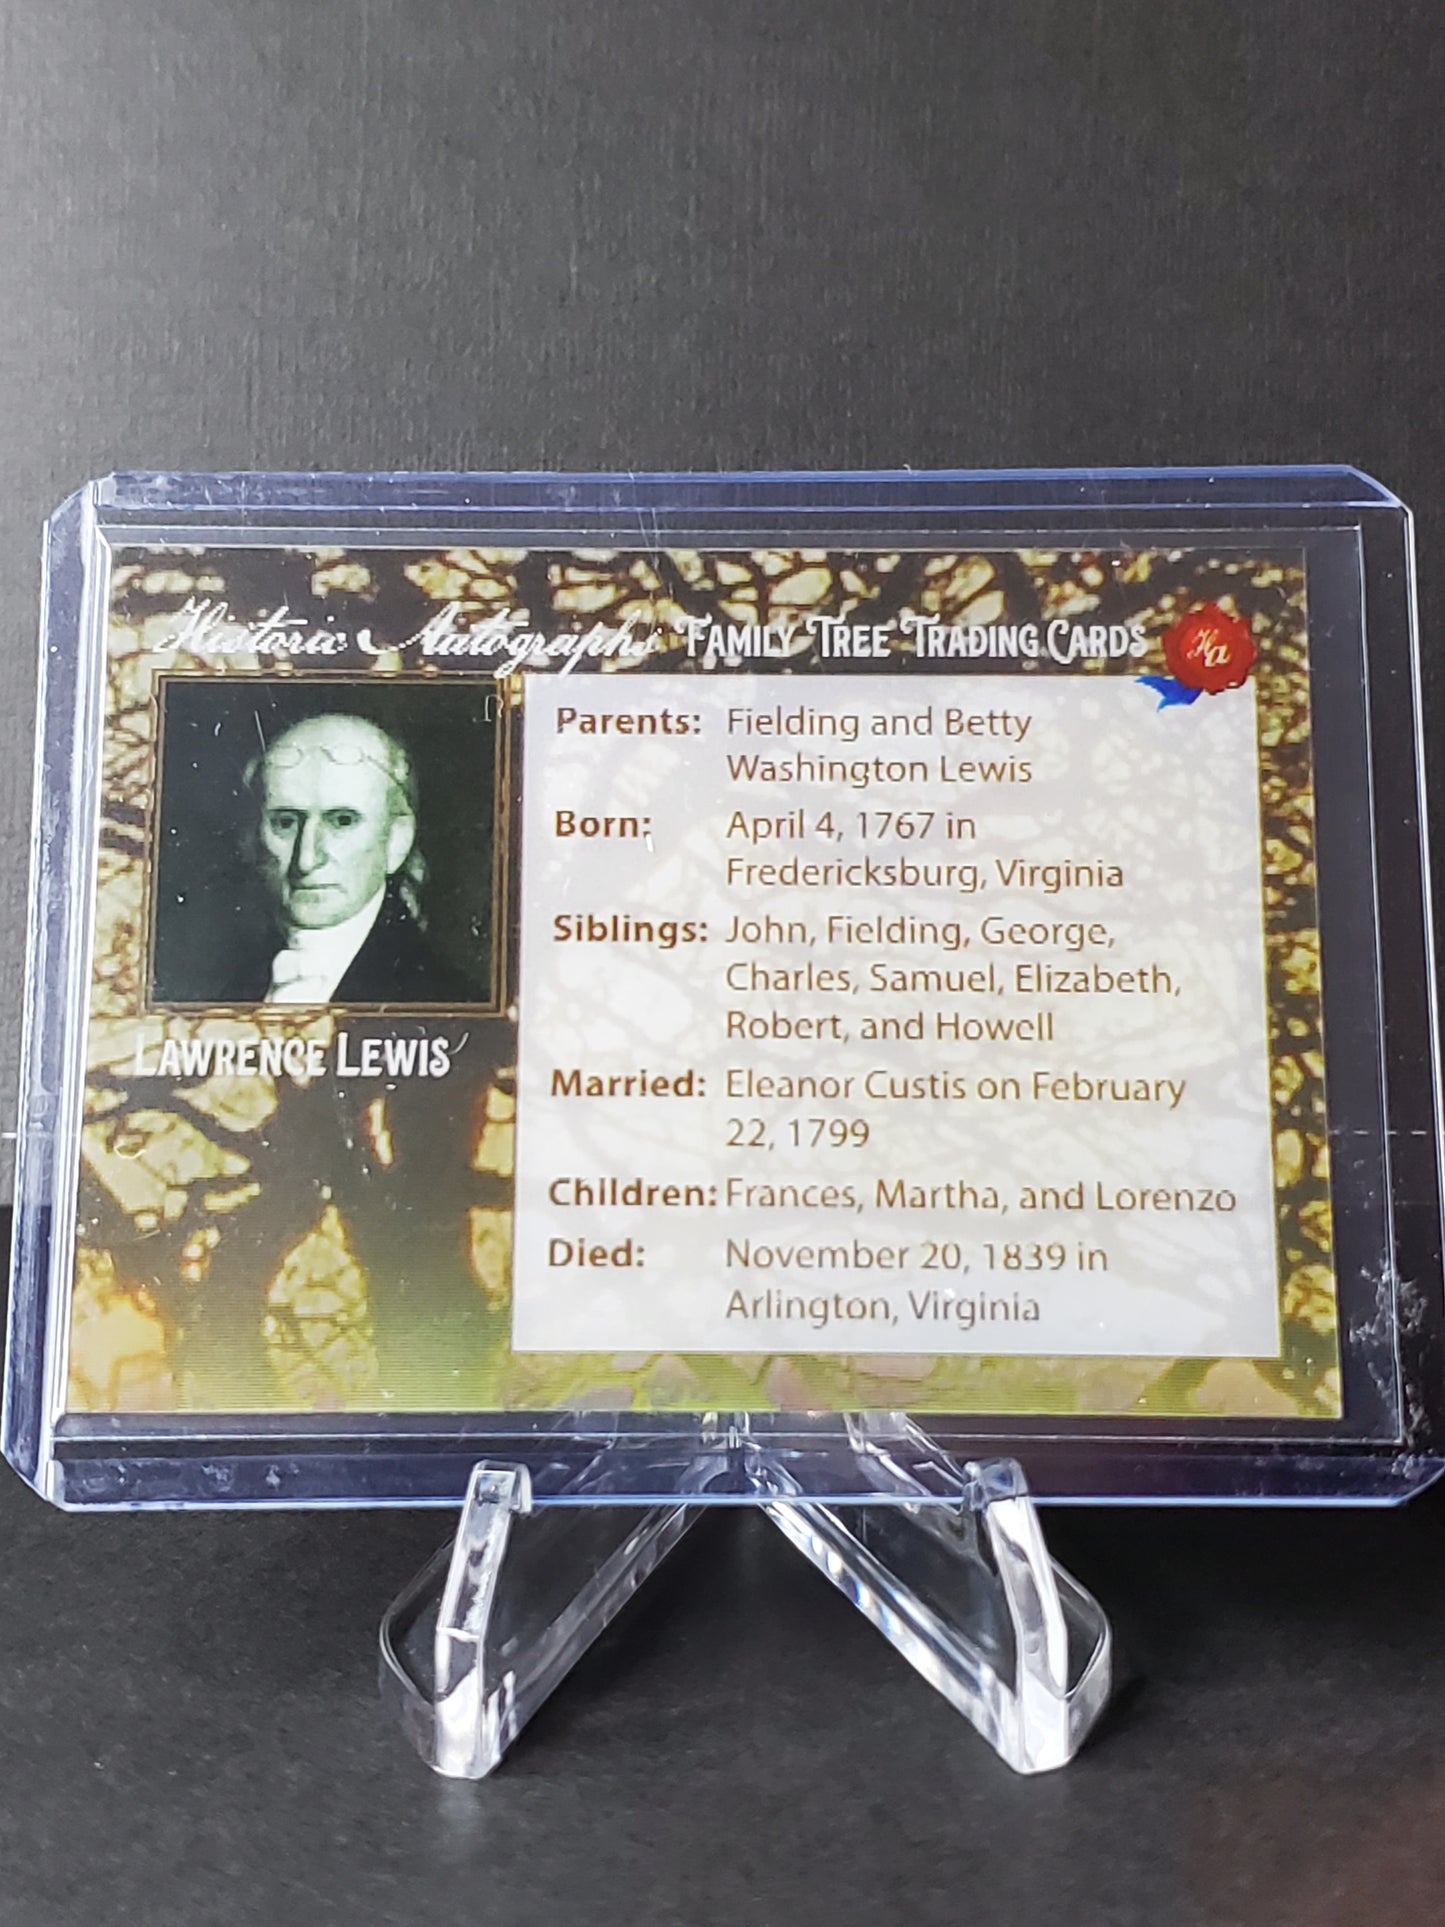 Historic Autographs Family Tree Trading Cards
Ha
Lawrence Lewis
Parents: Fielding and Betty
Washington Lewis
Born: April 4, 1767 in
Fredericksburg, Virginia
Siblings: John, Fielding, George,
Charles, Samuel, Elizabeth,
Robert, and Howell
Married: Eleanor Custis on February
22, 1799
Children: Frances, Martha, and Lorenzo
Died: November 20, 1839 in
Arlington, Virginia